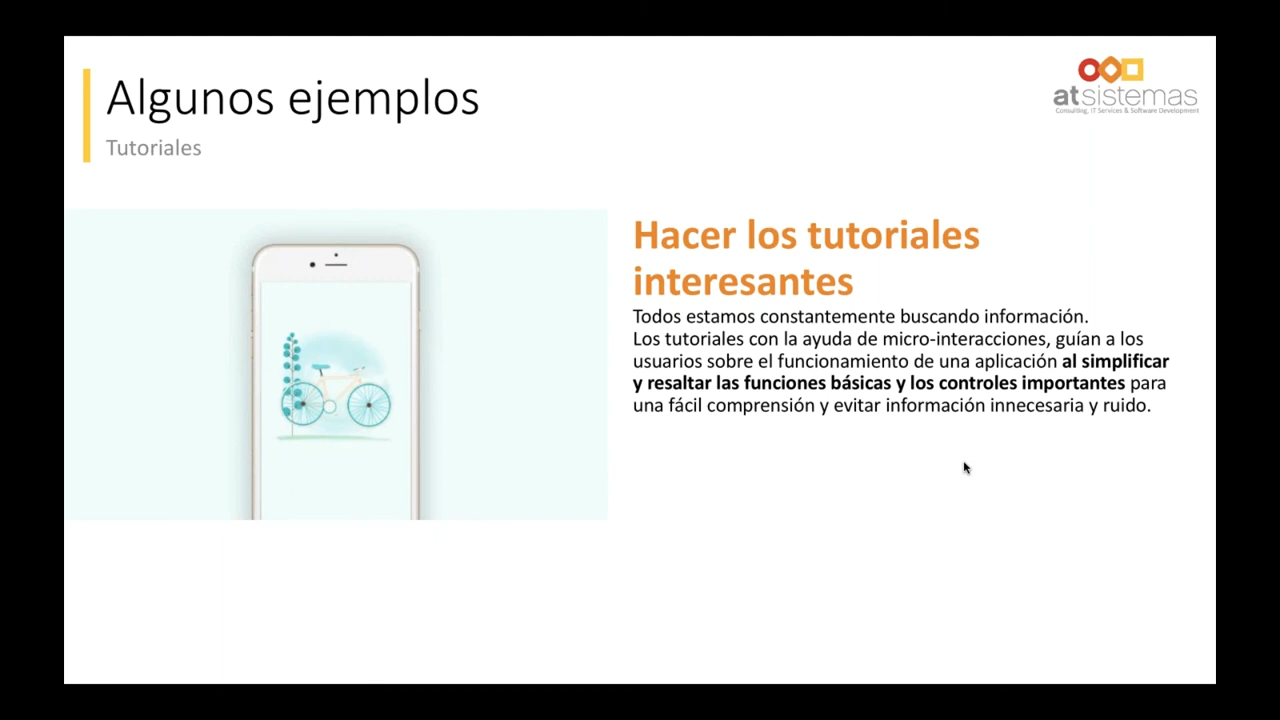 Algunos ejemplos
Tutoriales
atsistemas
Consulting, IT Services & Software Development
Hacer los tutoriales
interesantes
Todos estamos constantemente buscando información.
Los tutoriales con la ayuda de micro-interacciones, guían a los
usuarios sobre el funcionamiento de una aplicación al simplificar
y resaltar las funciones básicas y los controles importantes para
una fácil comprensión y evitar información innecesaria y ruido.